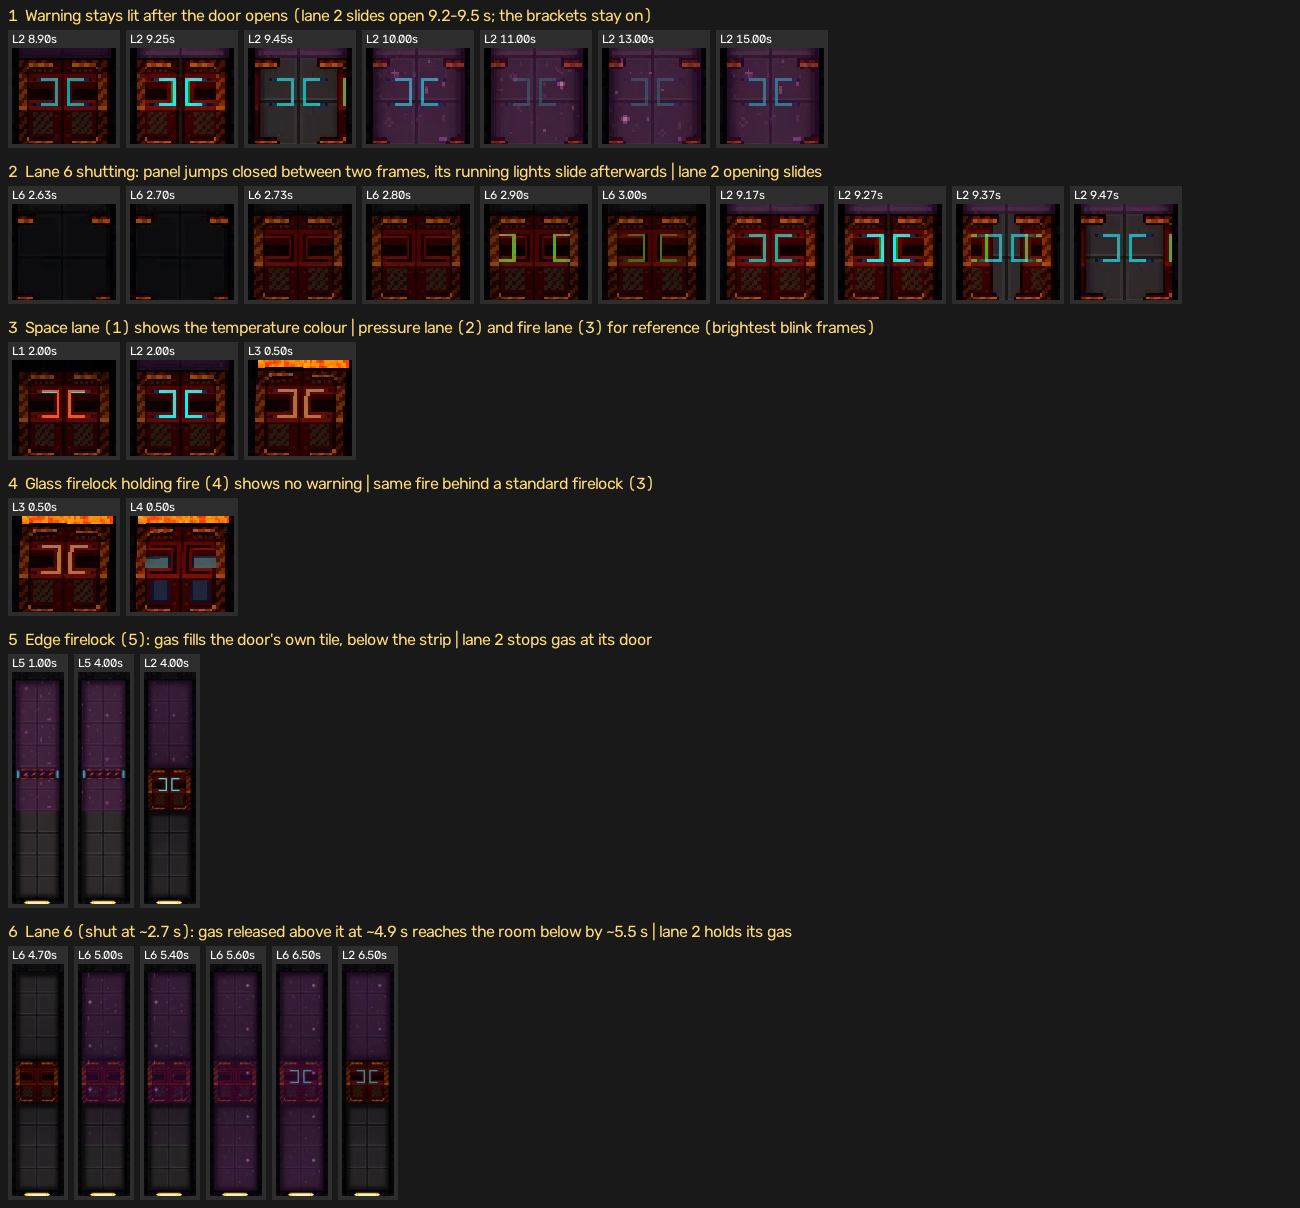 1 Warning stays lit after the door opens (lane 2 slides open 9.2-9.5 s; the brackets stay on)
L2 8.90s L2 9.25s L2 9.45s L2 10.00s L2 11.00s L2 13.00s L2 15.00s
2 Lane 6 shutting: panel jumps closed between two frames, its running lights slide afterwards | lane 2 opening slides
L6 2.63s L6 2.70s L6 2.73s L6 2.80s L6 2.90s L6 3.00s L2 9.17s L2 9.27s L2 9.37s L2 9.47s
3 Space lane (1) shows the temperature colour | pressure lane (2) and fire lane (3) for reference (brightest blink frames)
L1 2.00s L2 2.00s L3 0.50s
4 Glass firelock holding fire (4) shows no warning | same fire behind a standard firelock (3)
L3 0.50s L4 0.50s
5 Edge firelock (5): gas fills the door's own tile, below the strip | lane 2 stops gas at its door
L5 1.00s L5 4.00s L2 4.00s
6 Lane 6 (shut at ~2.7 s): gas released above it at ~4.9 s reaches the room below by ~5.5 s | lane 2 holds its gas
L6 4.70s L6 5.00s L6 5.40s L6 5.60s L6 6.50s L2 6.50s